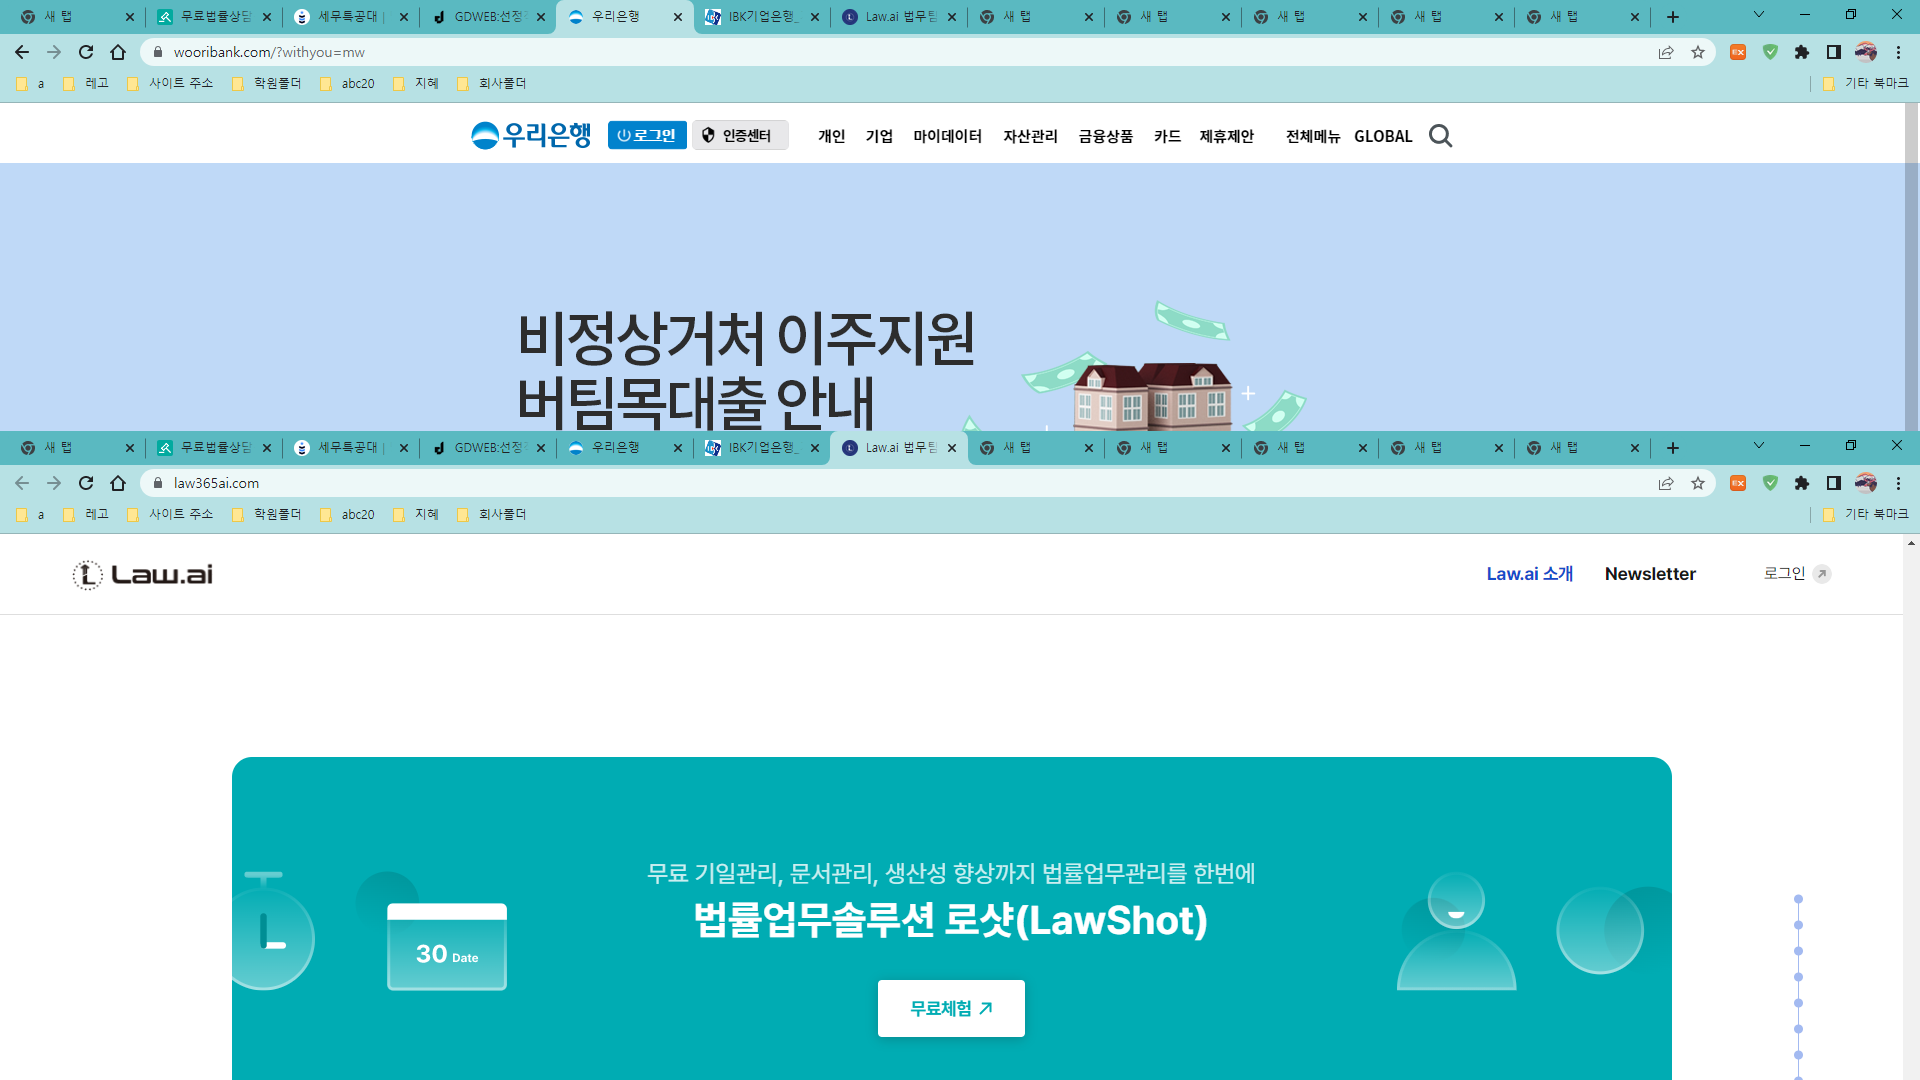 새 탭
무료법률상담
세무특공대 |
GDWEB:선정
우리은행
IBK기업은행_
Law.ai 법무팀
새 탭
새 탭
새 탭
새 탭
새 탭
wooribank.com/?withyou=mw
EX
a
레고
사이트 주소
학원폴더
abc20
지혜
회사폴더
기타 북마크
우리은행
로그인
인증센터
개인
기업
마이데이터
자산관리
금융상품
카드
제휴제안
전체메뉴
GLOBAL
비정상거처 이주지원
버팀목대출 안내
새 탭
무료법률상담
세무특공대 |
GDWEB:선정
우리은행
IBK기업은행_
Law.ai 법무팀
새 탭
새 탭
새 탭
새 탭
새 탭
law365ai.com
EX
a
레고
사이트 주소
학원폴더
abc20
지혜
회사폴더
기타 북마크
Law.ai
Law.ai 소개
Newsletter
로그인
무료 기일관리, 문서관리, 생산성 향상까지 법률업무관리를 한번에
법률업무솔루션 로샷(LawShot)
30 Date
무료체험